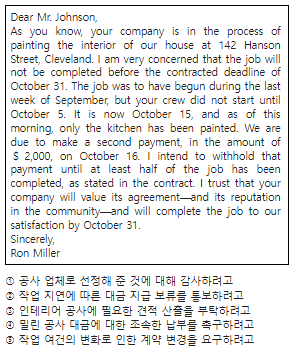 Dear Mr. Johnson,
As you know, your company is in the process of
painting the interior of our house at 142 Hanson
Street, Cleveland. I am very concerned that the job will
not be completed before the contracted deadline of
October 31. The job was to have begun during the last
week of September, but your crew did not start until
October 5. It is now October 15, and as of this
morning, only the kitchen has been painted. We are
due to make a second payment, in the amount of
$ 2,000, on October 16. I intend to withhold that
payment until at least half of the job has been
completed, as stated in the contract. I trust that your
company will value its agreement—and its reputation
in the community—and will complete the job to our
satisfaction by October 31.
Sincerely,
Ron Miller
① 공사 업체로 선정해 준 것에 대해 감사하려고
② 작업 지연에 따른 대금 지급 보류를 통보하려고
③ 인테리어 공사에 필요한 견적 산출을 부탁하려고
④ 밀린 공사 대금에 대한 조속한 납부를 촉구하려고
⑤ 작업 여건의 변화로 인한 계약 변경을 요구하려고